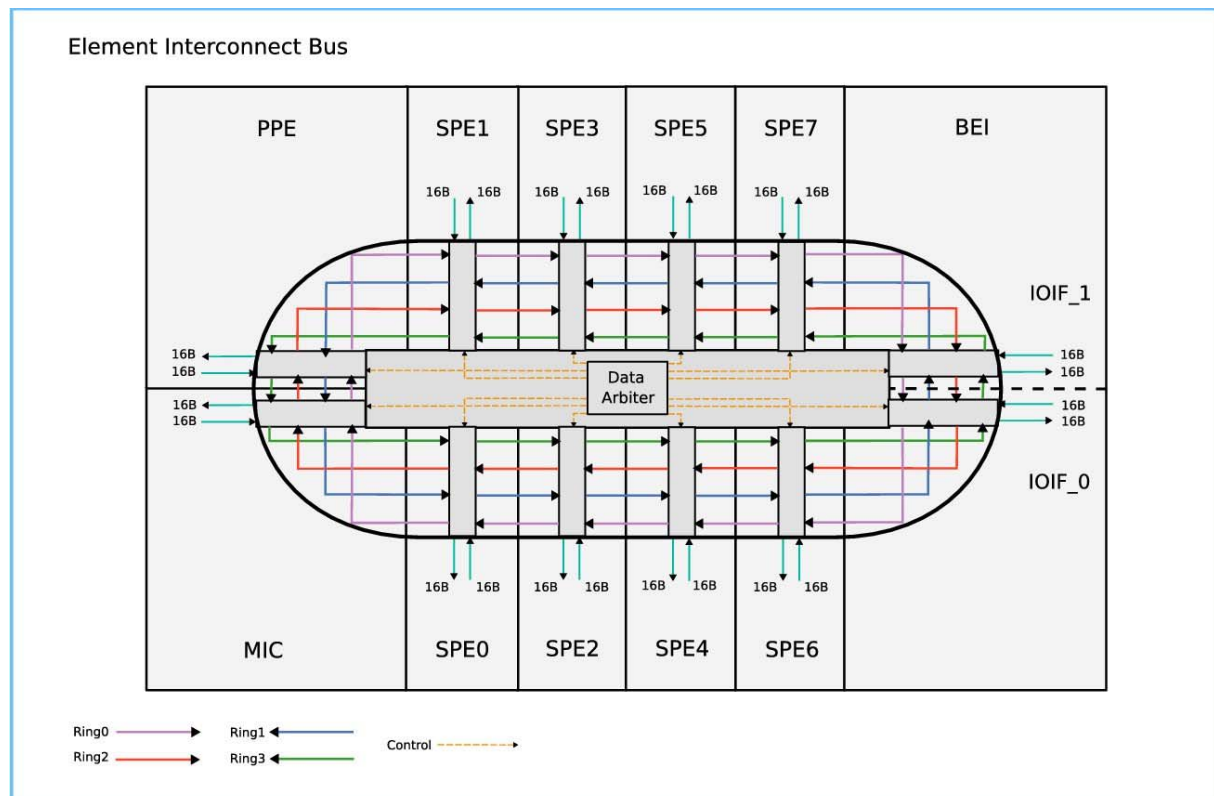 Element Interconnect Bus
PPE SPE1 SPE3 SPE5 SPE7 BEI
16B 16B 16B 16B 16B 16B 16B 16B
IOIF_1
16B 16B
16B 16B
Data
Arbiter
16B 16B
16B 16B
IOIF_0
16B 16B 16B 16B 16B 16B 16B 16B
MIC SPE0 SPE2 SPE4 SPE6
Ring0 Ring1 Control
Ring2 Ring3